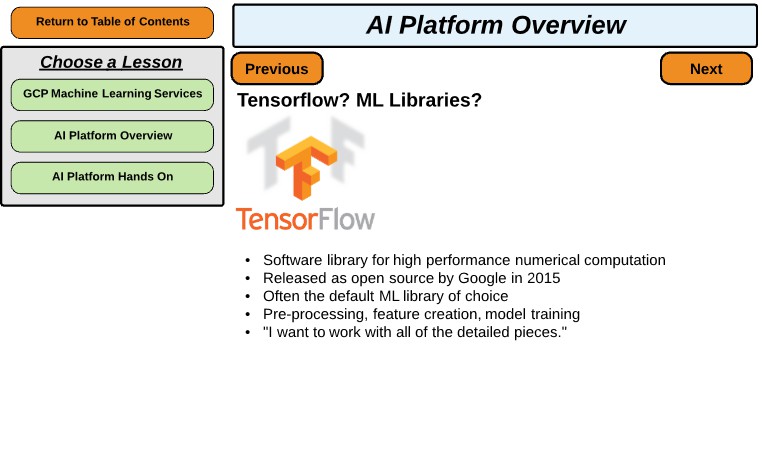 Return to Table of Contents
AI Platform Overview
Choose a Lesson
GCP Machine Learning Services
AI Platform Overview
AI Platform Hands On
Previous
Next
Tensorflow? ML Libraries?
TensorFlow
• Software library for high performance numerical computation
• Released as open source by Google in 2015
• Often the default ML library of choice
• Pre-processing, feature creation, model training
• "I want to work with all of the detailed pieces."